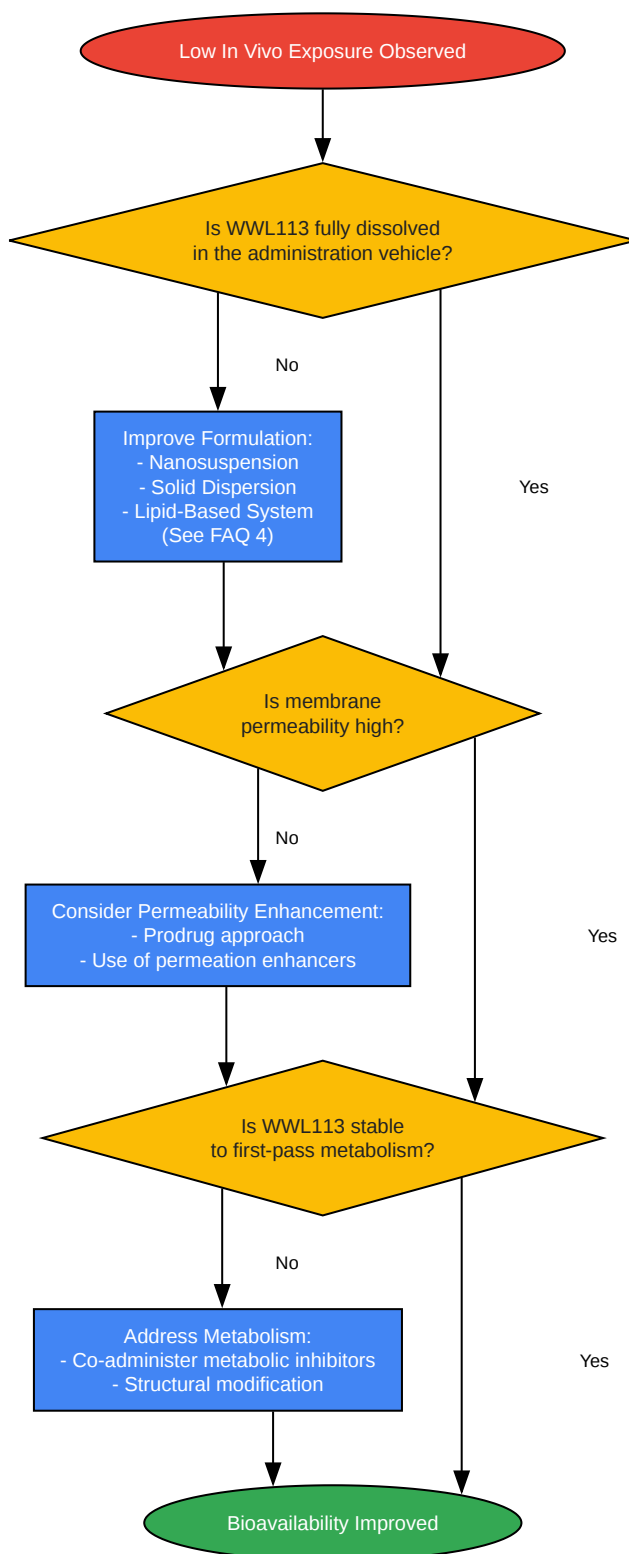 Low In Vivo Exposure Observed
Is WWL113 fully dissolved
in the administration vehicle?
No
Improve Formulation:
- Nanosuspension
- Solid Dispersion
- Lipid-Based System
(See FAQ 4)
Yes
Is membrane
permeability high?
No
Consider Permeability Enhancement:
- Prodrug approach
- Use of permeation enhancers
Yes
Is WWL113 stable
to first-pass metabolism?
No
Address Metabolism:
- Co-administer metabolic inhibitors
- Structural modification
Yes
Bioavailability Improved